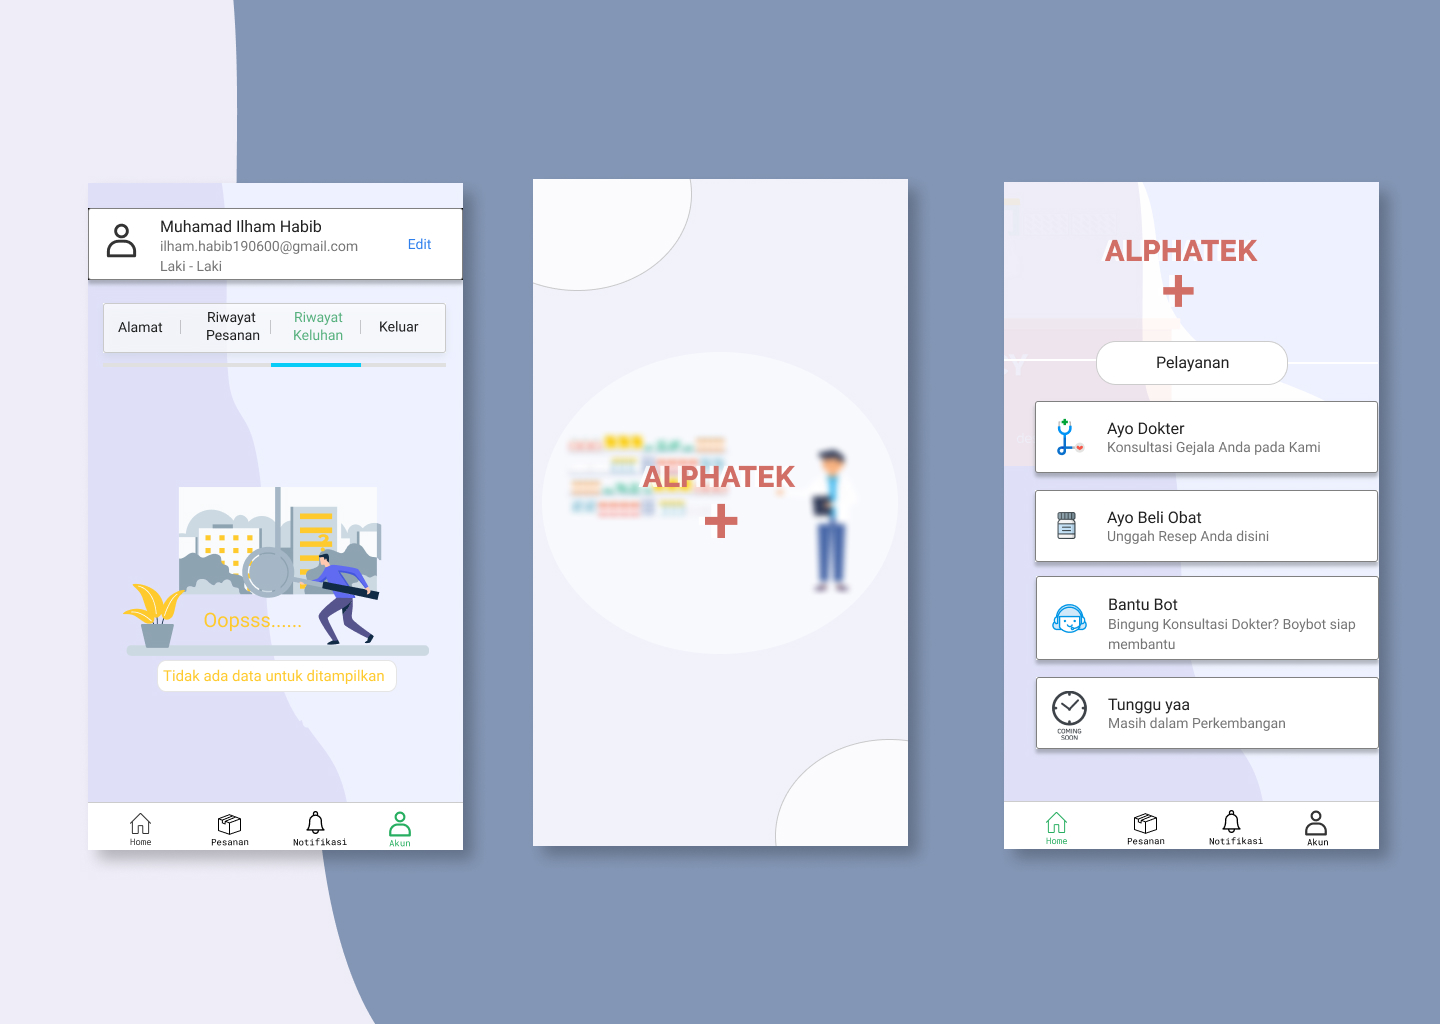 Muhamad Ilham Habib
ilham.habib190600@gmail.com
Edit
Laki - Laki
Alamat
Riwayat
Pesanan
Riwayat
Keluhan
Keluar
?
Oopsss......
Tidak ada data untuk ditampilkan
Home
Pesanan
Notifikasi
Akun
ALPHATEK
ALPHATEK
Pelayanan
Ayo Dokter
Konsultasi Gejala Anda pada Kami
Ayo Beli Obat
Unggah Resep Anda disini
Bantu Bot
Bingung Konsultasi Dokter? Boybot siap
membantu
COMING
SOON
Tunggu yaa
Masih dalam Perkembangan
Home
Pesanan
Notifikasi
Akun